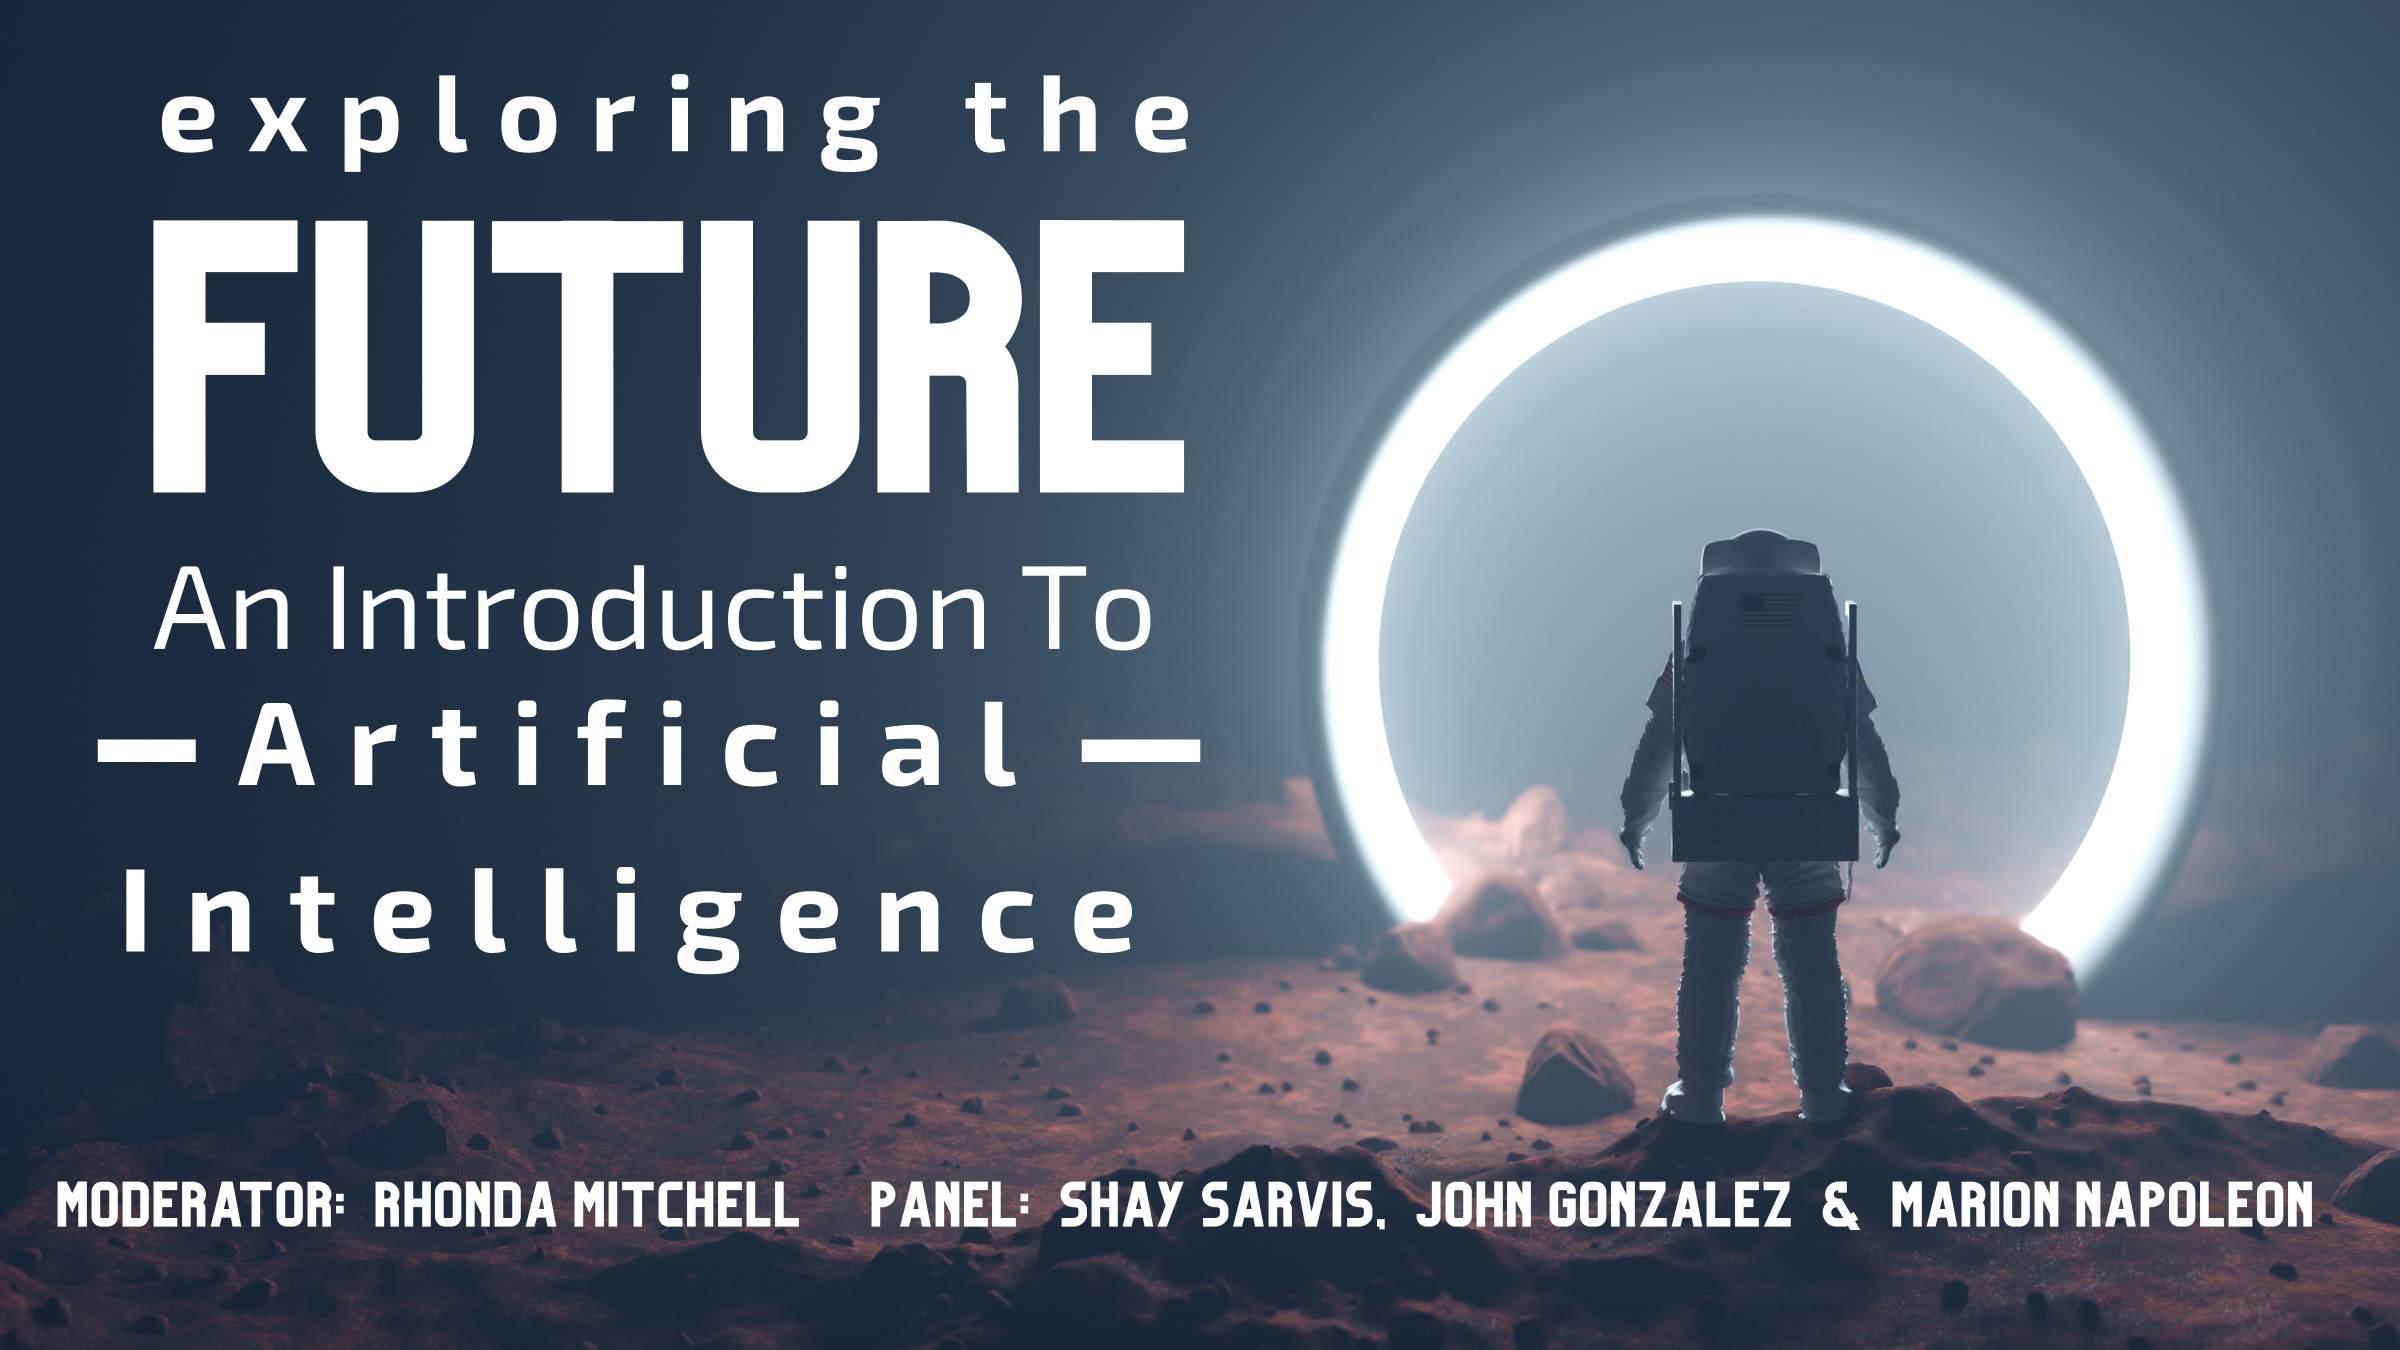 exploring the
FUTURE
An Introduction To
— Artificial —
Intelligence
MODERATOR: RHONDA MITCHELL PANEL: SHAY SARVIS, JOHN GONZALEZ & MARION NAPOLEON